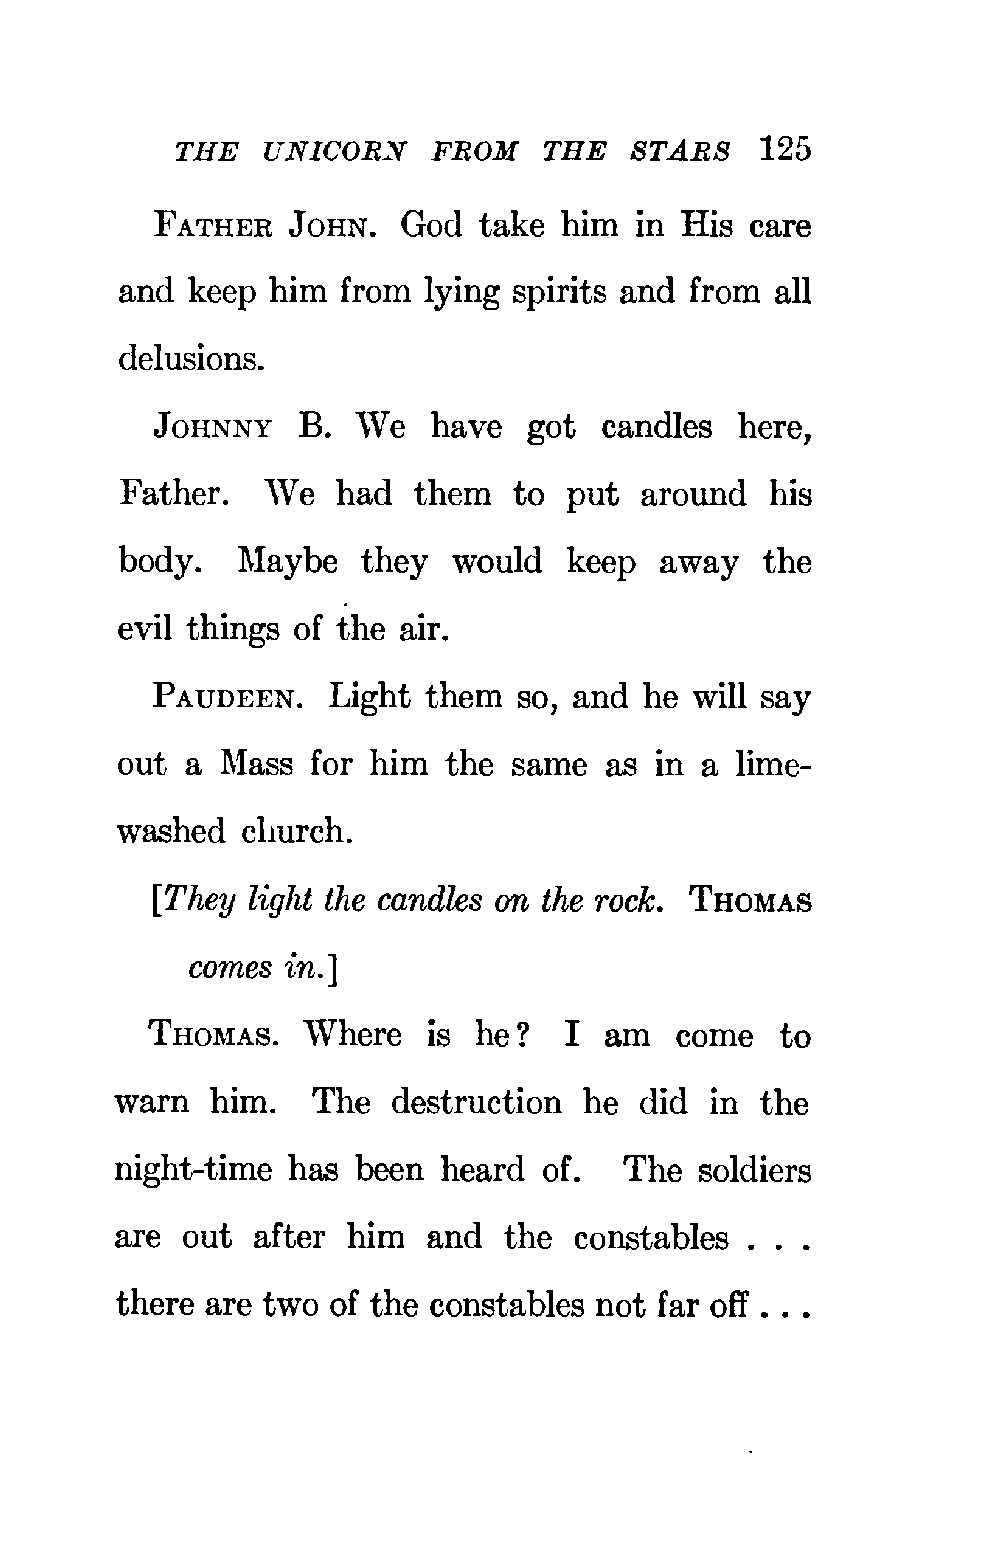 THE UNICORN FROM THE STARS 125
FATHER JOHN. God take him in His care
and keep him from lying spirits and from all
delusions.
JOHNNY B. We have got candles here,
Father. We had them to put around his
body. Maybe they would keep away the
evil things of the air.
PAUDEEN. Light them so, and he will say
out a Mass for him the same as in a lime-
washed church.
[They light the candles on the rock. THOMAS
comes in.]
THOMAS. Where is he? I am come to
warn him. The destruction he did in the
night-time has been heard of. The soldiers
are out after him and the constables . . .
there are two of the constables not far off . . .